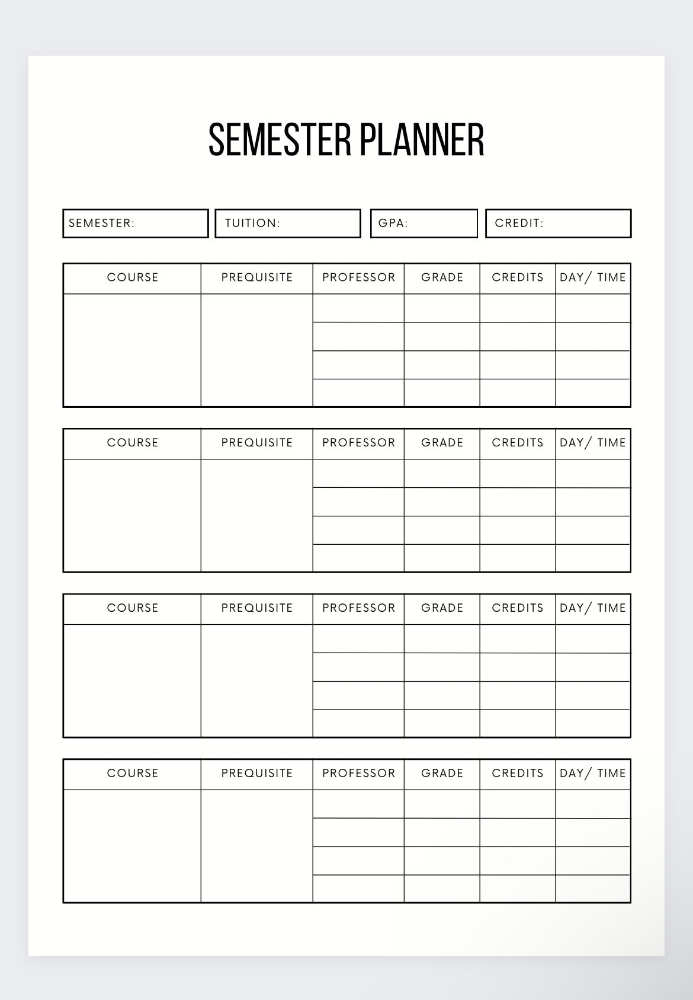 SEMESTER PLANNER
SEMESTER: TUITION: GPA: CREDIT:
COURSE PREQUISITE PROFESSOR GRADE CREDITS DAY/ TIME
COURSE PREQUISITE PROFESSOR GRADE CREDITS DAY/ TIME
COURSE PREQUISITE PROFESSOR GRADE CREDITS DAY/ TIME
COURSE PREQUISITE PROFESSOR GRADE CREDITS DAY/ TIME